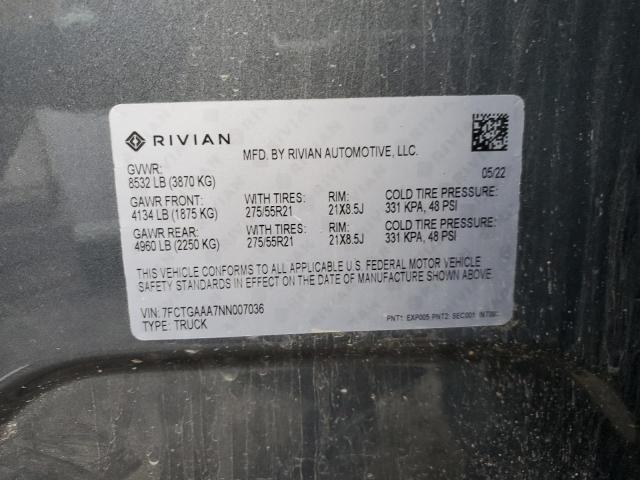 RIVIAN
MFD. BY RIVIAN AUTOMOTIVE, LLC.
05/22
GVWR:
8532 LB (3870 KG)
GAWR FRONT: WITH TIRES: RIM: COLD TIRE PRESSURE:
4134 LB (1875 KG) 275/55R21 21X8.5J 331 KPA, 48 PSI
GAWR REAR: WITH TIRES: RIM: COLD TIRE PRESSURE:
4960 LB (2250 KG) 275/55R21 21X8.5J 331 KPA, 48 PSI
THIS VEHICLE CONFORMS TO ALL APPLICABLE U.S. FEDERAL MOTOR VEHICLE
SAFETY STANDARDS IN EFFECT ON THE DATE OF MANUFACTURE SHOWN ABOVE.
VIN: 7FCTGAAA7NN007036
TYPE: TRUCK
PNT1: EXP005 PNT2: SEC001